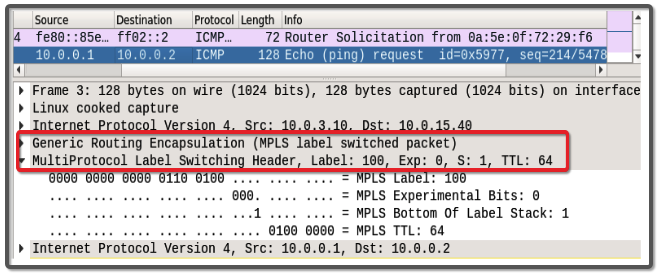 Source Destination Protocol Length Info
4 fe80::85e… ff02::2 ICMP… 72 Router Solicitation from 0a:5e:0f:72:29:f6
10.0.0.1 10.0.0.2 ICMP 128 Echo (ping) request id=0x5977, seq=214/5478
Frame 3: 128 bytes on wire (1024 bits), 128 bytes captured (1024 bits) on interface
Linux cooked capture
Internet Protocol Version 4, Src: 10.0.3.10, Dst: 10.0.15.40
Generic Routing Encapsulation (MPLS label switched packet)
MultiProtocol Label Switching Header, Label: 100, Exp: 0, S: 1, TTL: 64
0000 0000 0000 0110 0100 .... .... .... = MPLS Label: 100
.... .... .... .... .... 000. .... .... = MPLS Experimental Bits: 0
.... .... .... .... .... ...1 .... .... = MPLS Bottom Of Label Stack: 1
.... .... .... .... .... .... 0100 0000 = MPLS TTL: 64
Internet Protocol Version 4, Src: 10.0.0.1, Dst: 10.0.0.2